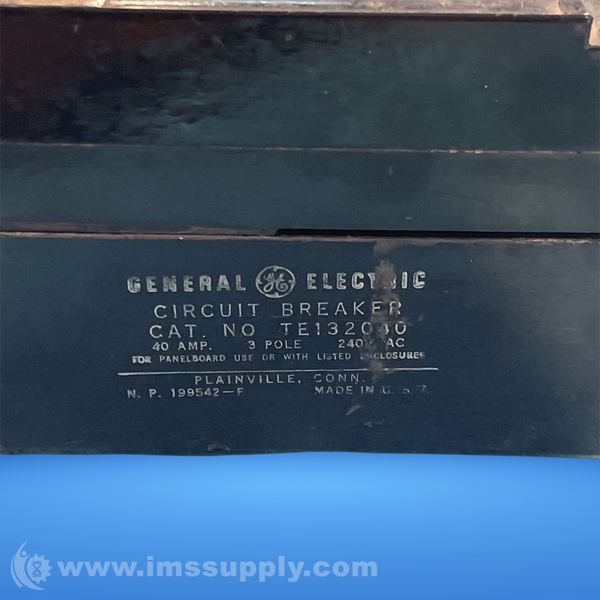 GENERAL GE ELECTRIC
CIRCUIT BREAKER
CAT. NO TE132040
40 AMP. 3 POLE 240V AC
FOR PANELBOARD USE OR WITH LISTED ENCLOSURES
PLAINVILLE, CONN.
N. P. 199542-F MADE IN U.S.A.
www.imssupply.com